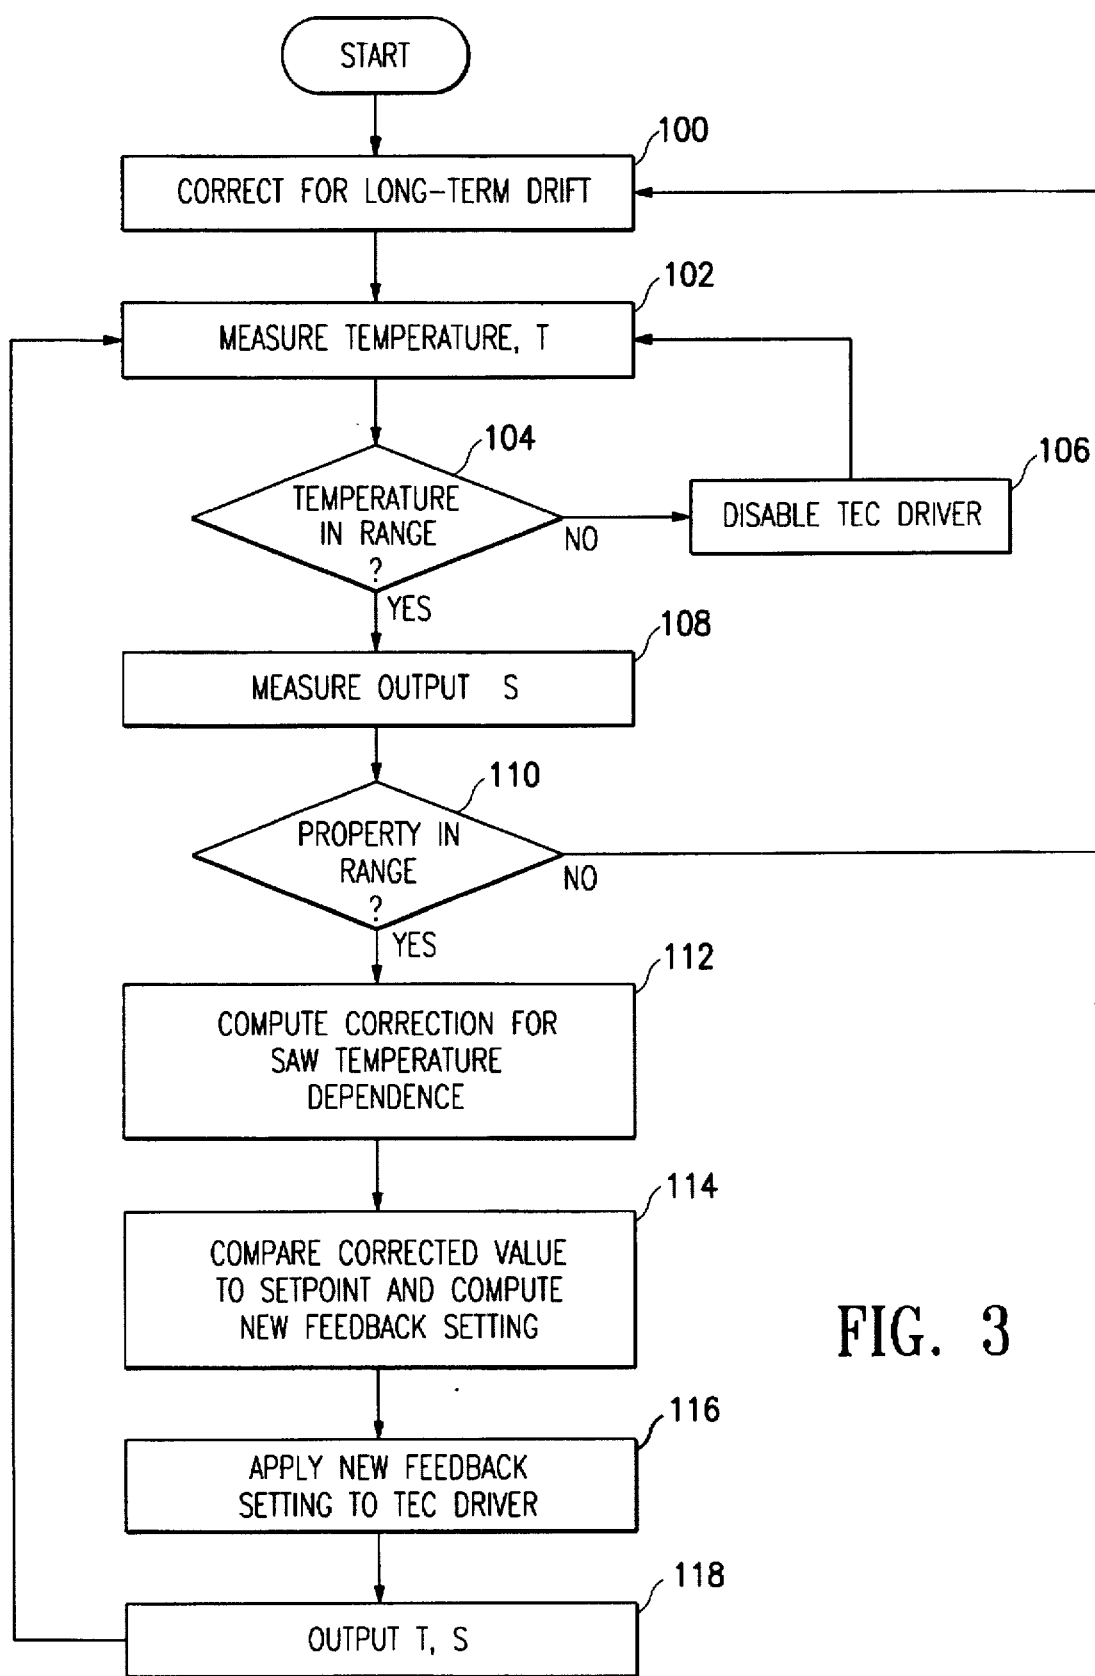 START
100
CORRECT FOR LONG-TERM DRIFT
102
MEASURE TEMPERATURE, T
104
TEMPERATURE
IN RANGE
?
NO
YES
106
DISABLE TEC DRIVER
108
MEASURE OUTPUT S
110
PROPERTY IN
RANGE
?
NO
YES
112
COMPUTE CORRECTION FOR
SAW TEMPERATURE
DEPENDENCE
114
COMPARE CORRECTED VALUE
TO SETPOINT AND COMPUTE
NEW FEEDBACK SETTING
FIG. 3
116
APPLY NEW FEEDBACK
SETTING TO TEC DRIVER
118
OUTPUT T, S